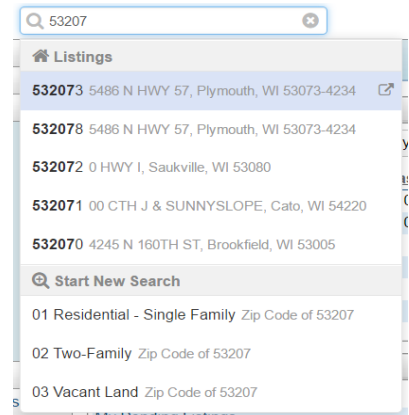 53207
Listings
532073 5486 N HWY 57, Plymouth, WI 53073-4234
532078 5486 N HWY 57, Plymouth, WI 53073-4234
532072 0 HWY I, Saukville, WI 53080
532071 00 CTH J & SUNNYSLOPE, Cato, WI 54220
532070 4245 N 160TH ST, Brookfield, WI 53005
Start New Search
01 Residential - Single Family Zip Code of 53207
02 Two-Family Zip Code of 53207
03 Vacant Land Zip Code of 53207